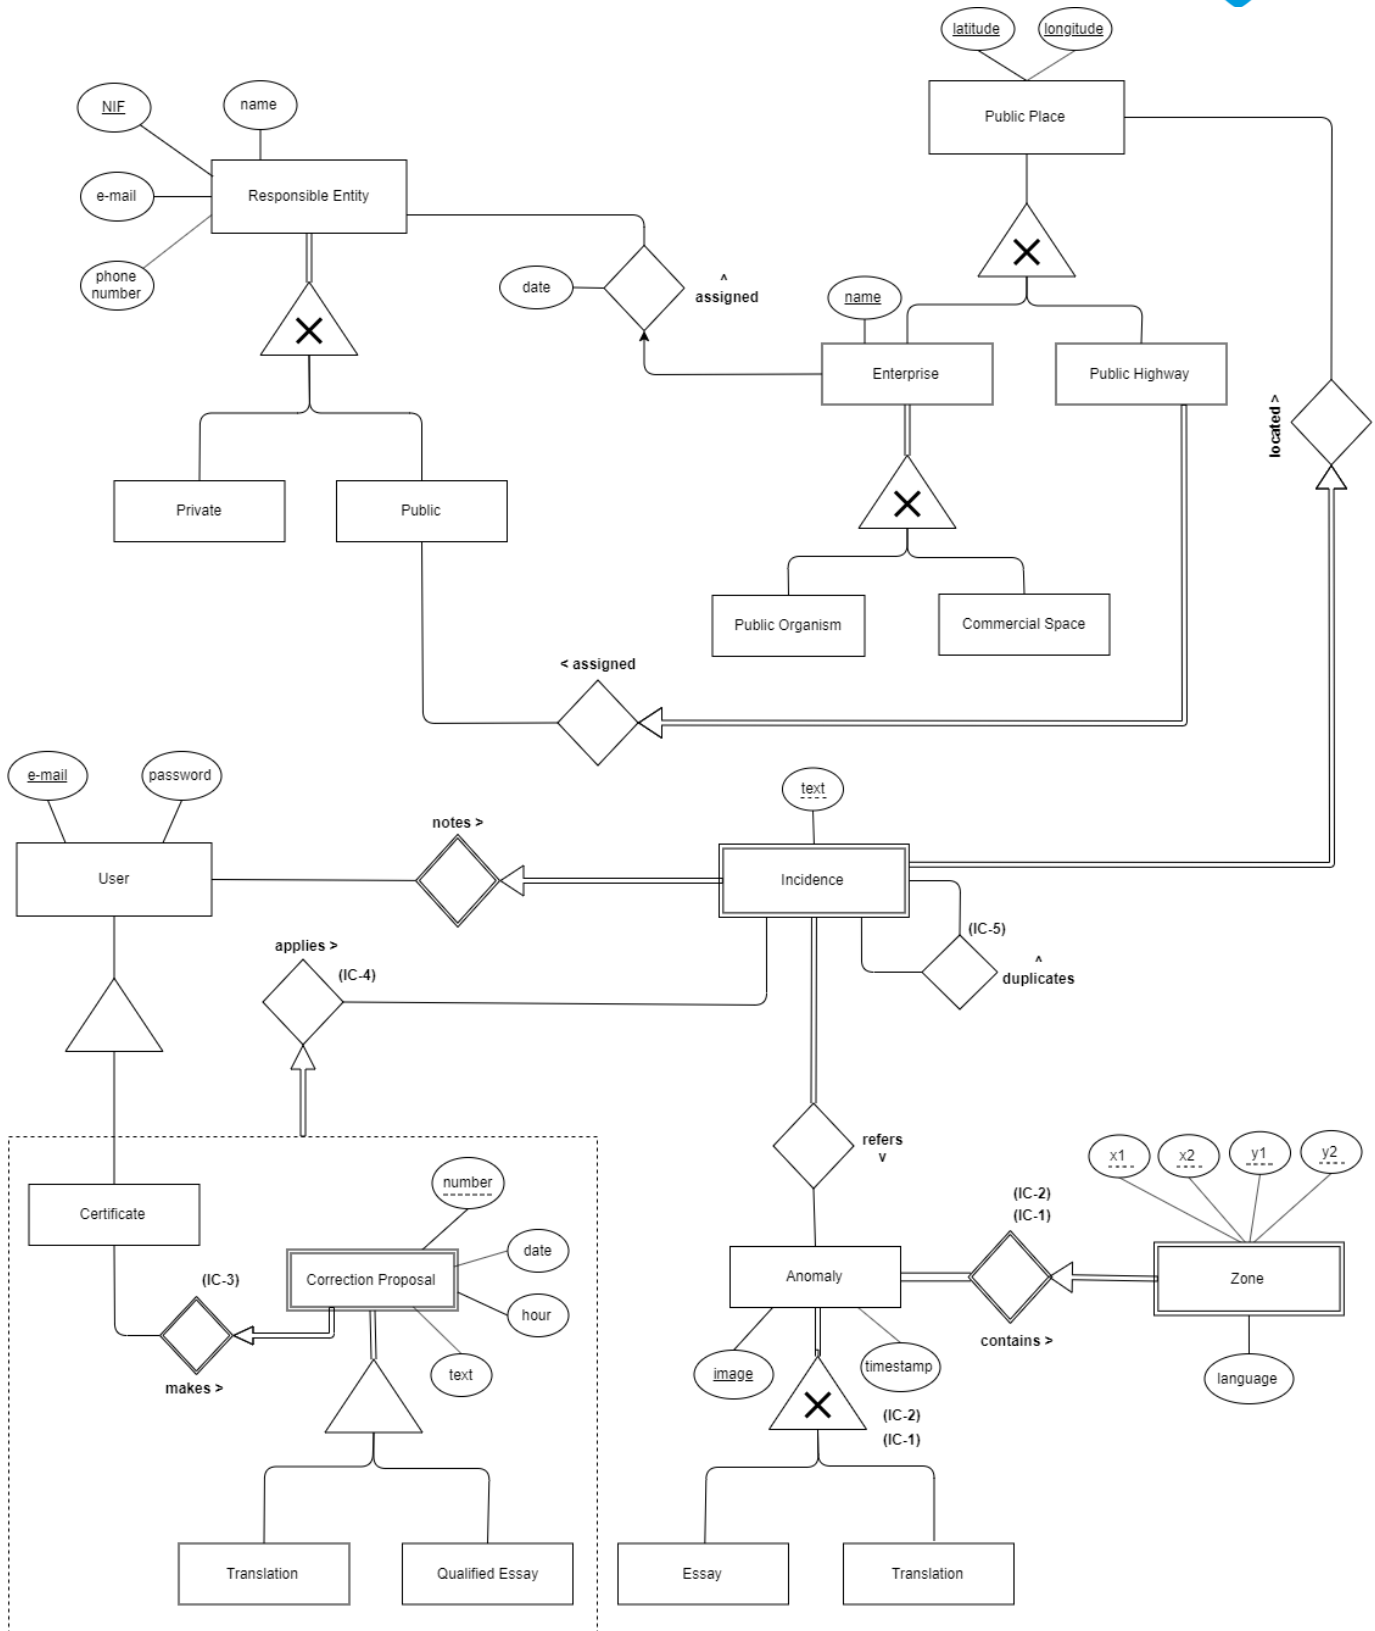 latitude
longitude
Public Place
NIF
name
e-mail
Responsible Entity
phone
number
date
^
assigned
name
Enterprise
Public Highway
located >
Private
Public
Public Organism
Commercial Space
< assigned
e-mail
password
User
notes >
text
Incidence
(IC-5)
^
duplicates
applies >
(IC-4)
refers
v
Certificate
number
date
Correction Proposal
hour
text
(IC-3)
makes >
Translation
Qualified Essay
Anomaly
image
timestamp
(IC-2)
(IC-1)
Essay
Translation
(IC-2)
(IC-1)
contains >
x1
x2
y1
y2
Zone
language